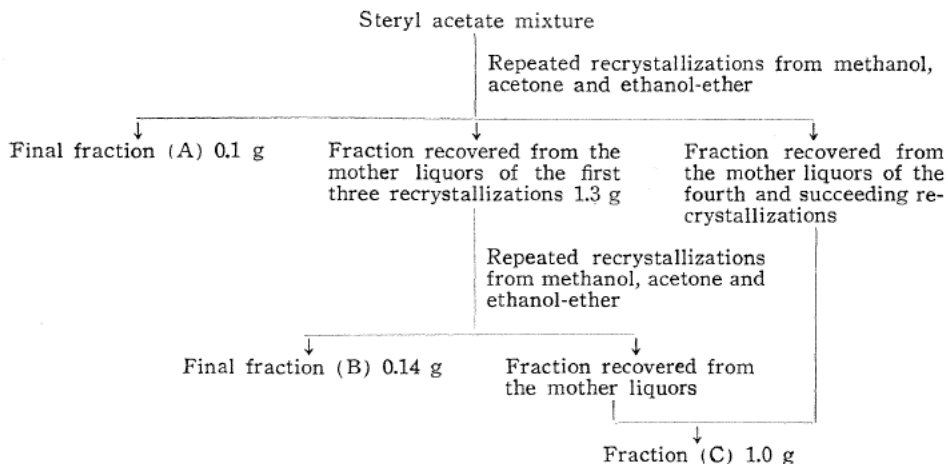 Steryl acetate mixture
Repeated recrystallizations from methanol,
acetone and ethanol-ether
Final fraction (A) 0.1 g
Fraction recovered from the
mother liquors of the first
three recrystallizations 1.3 g
Fraction recovered from
the mother liquors of the
fourth and succeeding re-
crystallizations
Repeated recrystallizations
from methanol, acetone and
ethanol-ether
Final fraction (B) 0.14 g
Fraction recovered from
the mother liquors
Fraction (C) 1.0 g